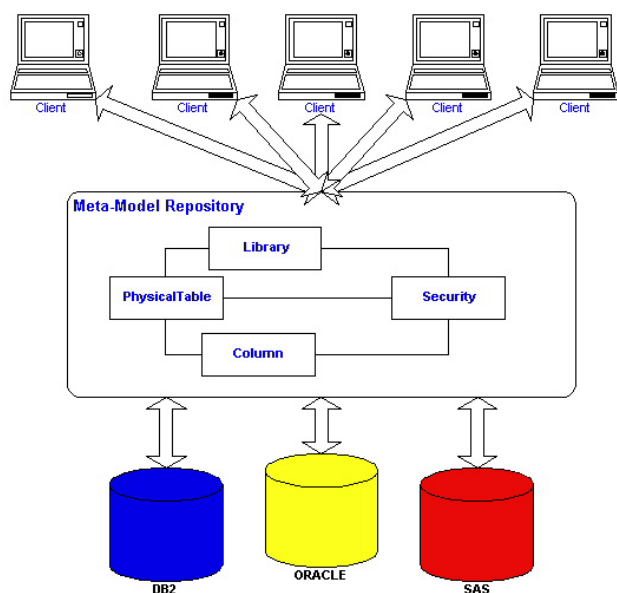 Client
Client
Client
Client
Client
Meta-Model Repository
Library
PhysicalTable
Security
Column
DB2
ORACLE
SAS